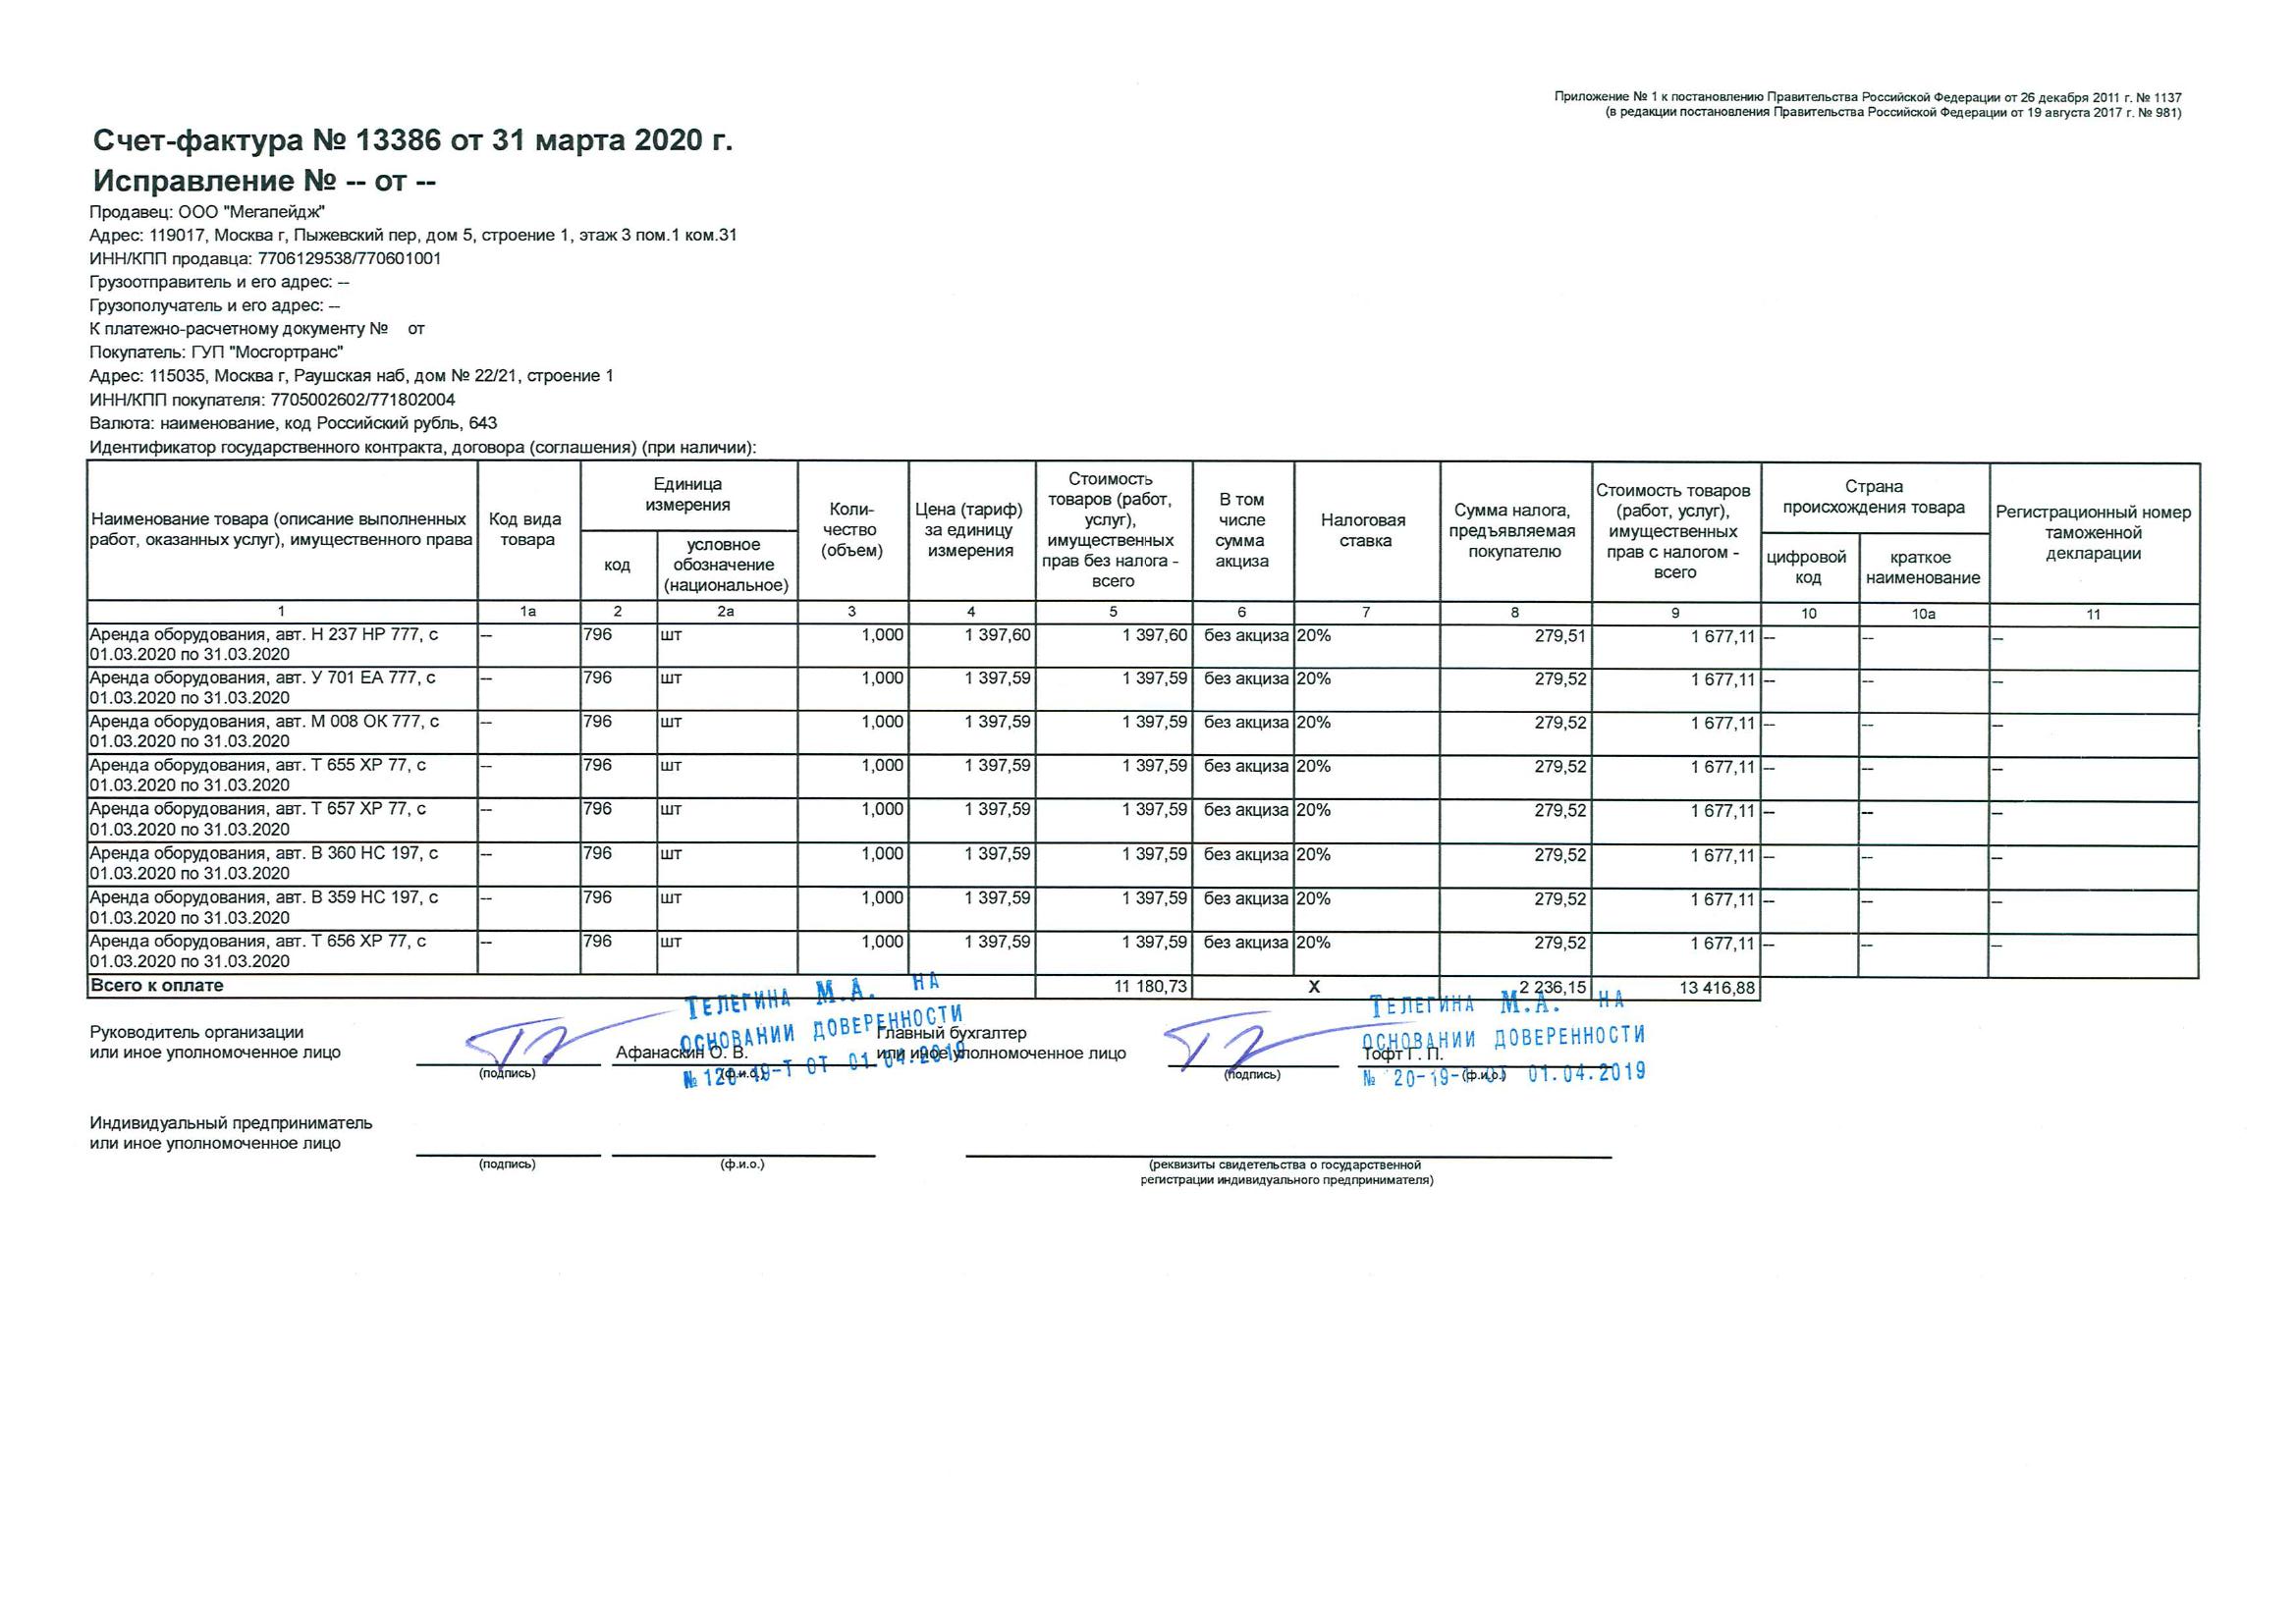 Приложение № 1 к постановлению Правительства Российской Федерации от 26 декабря 2011 г. № 1137
(в редакции постановления Правительства Российской Федерации от 19 августа 2017 г. № 981)
Счет-фактура № 13386 от 31 марта 2020 г.
Исправление № -- от --
Продавец: ООО "Мегапейдж"
Адрес: 119017, Москва г, Пыжевский пер, дом 5, строение 1, этаж 3 пом.1 ком.31
ИНН/КПП продавца: 7706129538/770601001
Грузоотправитель и его адрес: --
Грузополучатель и его адрес: --
К платежно-расчетному документу № от
Покупатель: ГУП "Мосгортранс"
Адрес: 115035, Москва г, Раушская наб, дом № 22/21, строение 1
ИНН/КПП покупателя: 7705002602/771802004
Валюта: наименование, код Российский рубль, 643
Идентификатор государственного контракта, договора (соглашения) (при наличии):
Наименование товара (описание выполненных
работ, оказанных услуг), имущественного права
Код вида
товара
Единица
измерения
код
условное
обозначение
(национальное)
Коли-
чество
(объем)
Цена (тариф)
за единицу
измерения
Стоимость
товаров (работ,
услуг),
имущественных
прав без налога -
всего
В том
числе
сумма
акциза
Налоговая
ставка
Сумма налога,
предъявляемая
покупателю
Стоимость товаров
(работ, услуг),
имущественных
прав с налогом -
всего
Страна
происхождения товара
цифровой
код
краткое
наименование
Регистрационный номер
таможенной
декларации
1 1а 2 2а 3 4 5 6 7 8 9 10 10а 11
Аренда оборудования, авт. Н 237 НР 777, с -- 796 шт 1,000 1 397,60 1 397,60 без акциза 20% 279,51 1 677,11 -- -- --
01.03.2020 по 31.03.2020
Аренда оборудования, авт. У 701 ЕА 777, с -- 796 шт 1,000 1 397,59 1 397,59 без акциза 20% 279,52 1 677,11 -- -- --
01.03.2020 по 31.03.2020
Аренда оборудования, авт. М 008 ОК 777, с -- 796 шт 1,000 1 397,59 1 397,59 без акциза 20% 279,52 1 677,11 -- -- --
01.03.2020 по 31.03.2020
Аренда оборудования, авт. Т 655 ХР 77, с -- 796 шт 1,000 1 397,59 1 397,59 без акциза 20% 279,52 1 677,11 -- -- --
01.03.2020 по 31.03.2020
Аренда оборудования, авт. Т 657 ХР 77, с -- 796 шт 1,000 1 397,59 1 397,59 без акциза 20% 279,52 1 677,11 -- -- --
01.03.2020 по 31.03.2020
Аренда оборудования, авт. В 360 НС 197, с -- 796 шт 1,000 1 397,59 1 397,59 без акциза 20% 279,52 1 677,11 -- -- --
01.03.2020 по 31.03.2020
Аренда оборудования, авт. В 359 НС 197, с -- 796 шт 1,000 1 397,59 1 397,59 без акциза 20% 279,52 1 677,11 -- -- --
01.03.2020 по 31.03.2020
Аренда оборудования, авт. Т 656 ХР 77, с -- 796 шт 1,000 1 397,59 1 397,59 без акциза 20% 279,52 1 677,11 -- -- --
01.03.2020 по 31.03.2020
Всего к оплате 11 180,73 Х 2 236,15 13 416,88
Руководитель организации
или иное уполномоченное лицо
(подпись)
Афанаскин О. В.
(ф.и.о.)
ТЕЛЕГИНА М.А. НА
ОСНОВАНИИ ДОВЕРЕННОСТИ
ОТ 01.04.2019
Главный бухгалтер
или иное уполномоченное лицо
(подпись)
Тофт Г. П.
(ф.и.о.)
ТЕЛЕГИНА М.А. НА
ОСНОВАНИИ ДОВЕРЕННОСТИ
ОТ 01.04.2019
Индивидуальный предприниматель
или иное уполномоченное лицо
(подпись)
(ф.и.о.)
(реквизиты свидетельства о государственной
регистрации индивидуального предпринимателя)